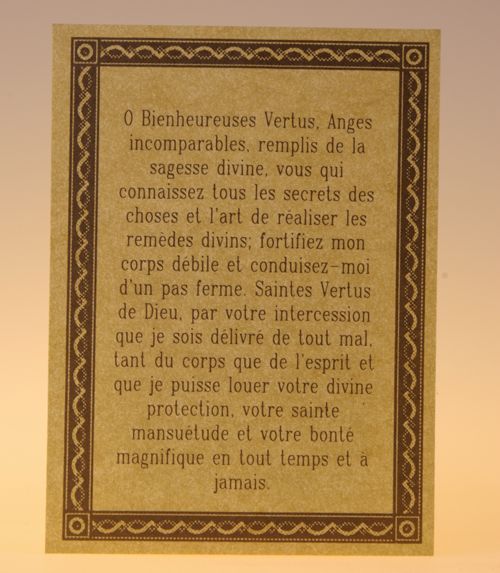 O Bienheureuses Vertus, Anges
incomparables, remplis de la
sagesse divine, vous qui
connaissez tous les secrets des
choses et l'art de réaliser les
remèdes divins; fortifiez mon
corps débile et conduisez-moi
d'un pas ferme. Saintes Vertus
de Dieu, par votre intercession
que je sois délivré de tout mal,
tant du corps que de l'esprit et
que je puisse louer votre divine
protection, votre sainte
mansuétude et votre bonté
magnifique en tout temps et à
jamais.